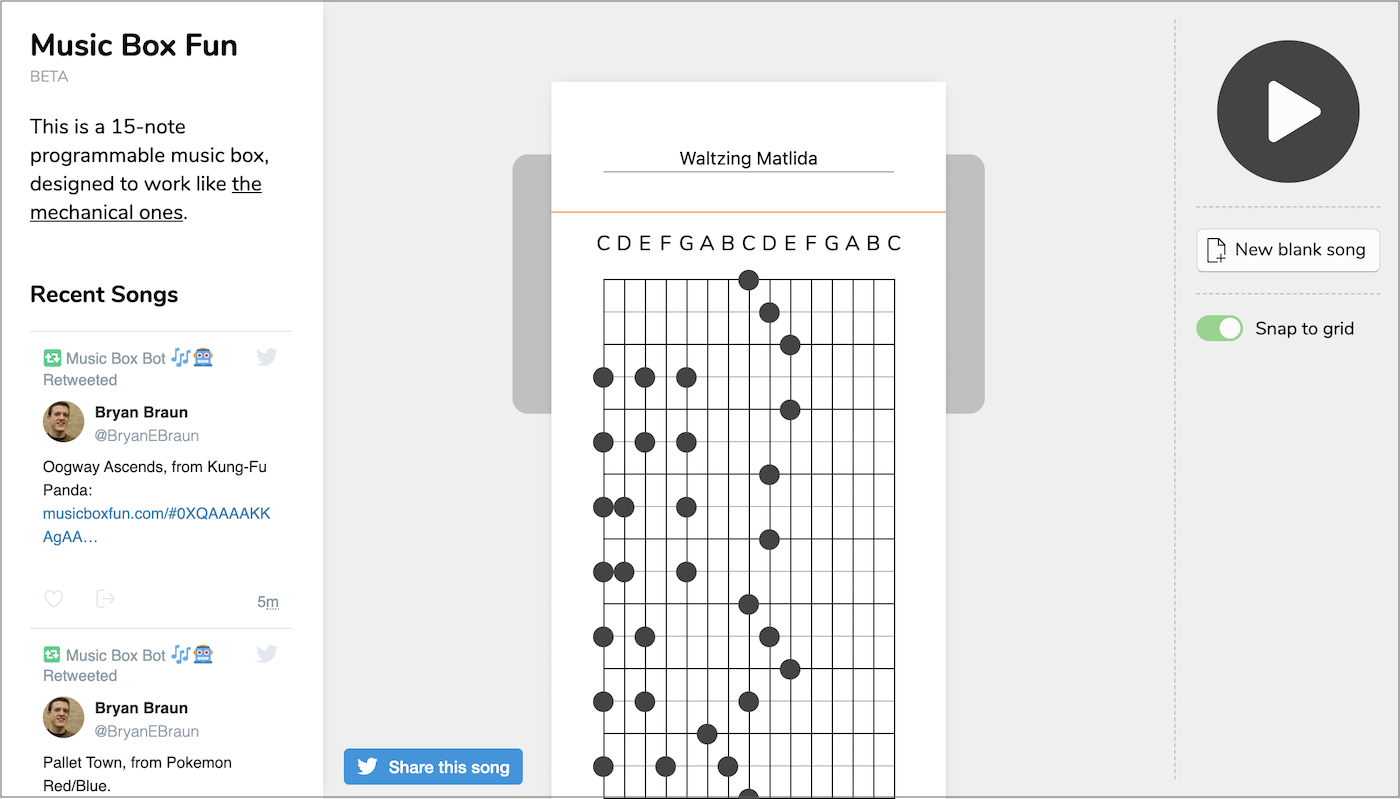 Music Box Fun
BETA
This is a 15-note
programmable music box,
designed to work like the
mechanical ones.
Recent Songs
Music Box Bot 🎶🤖
Retweeted
Bryan Braun
@BryanEBraun
Oogway Ascends, from Kung-Fu
Panda:
musicboxfun.com/#0XQAAAAKK
AgAA…
5m
Music Box Bot 🎶🤖
Retweeted
Bryan Braun
@BryanEBraun
Pallet Town, from Pokemon
Red/Blue.
Share this song
Waltzing Matlida
C D E F G A B C D E F G A B C
New blank song
Snap to grid